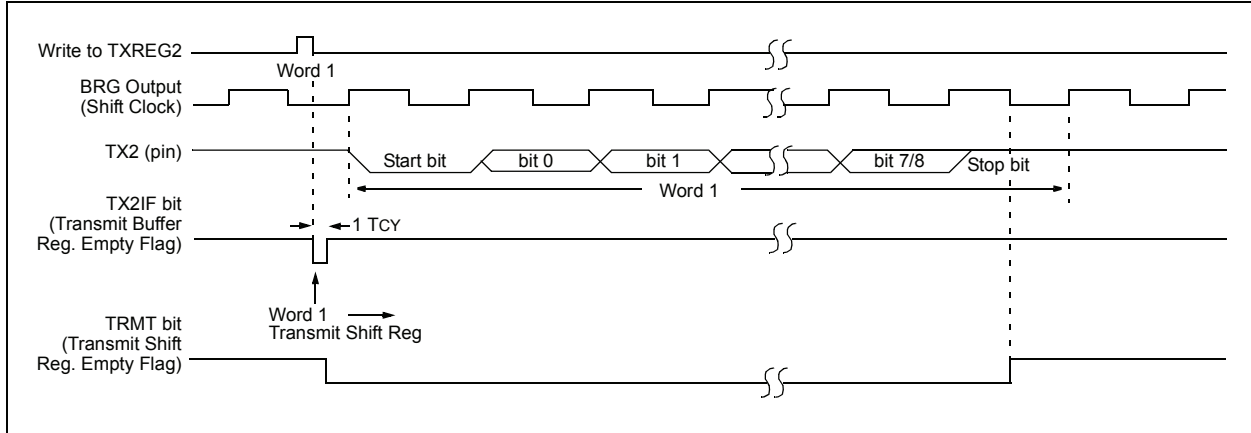 Write to TXREG2
Word 1
BRG Output
(Shift Clock)
TX2 (pin)
Start bit
bit 0
bit 1
bit 7/8
Stop bit
Word 1
TX2IF bit
(Transmit Buffer
Reg. Empty Flag)
1 TCY
Word 1
Transmit Shift Reg
TRMT bit
(Transmit Shift
Reg. Empty Flag)